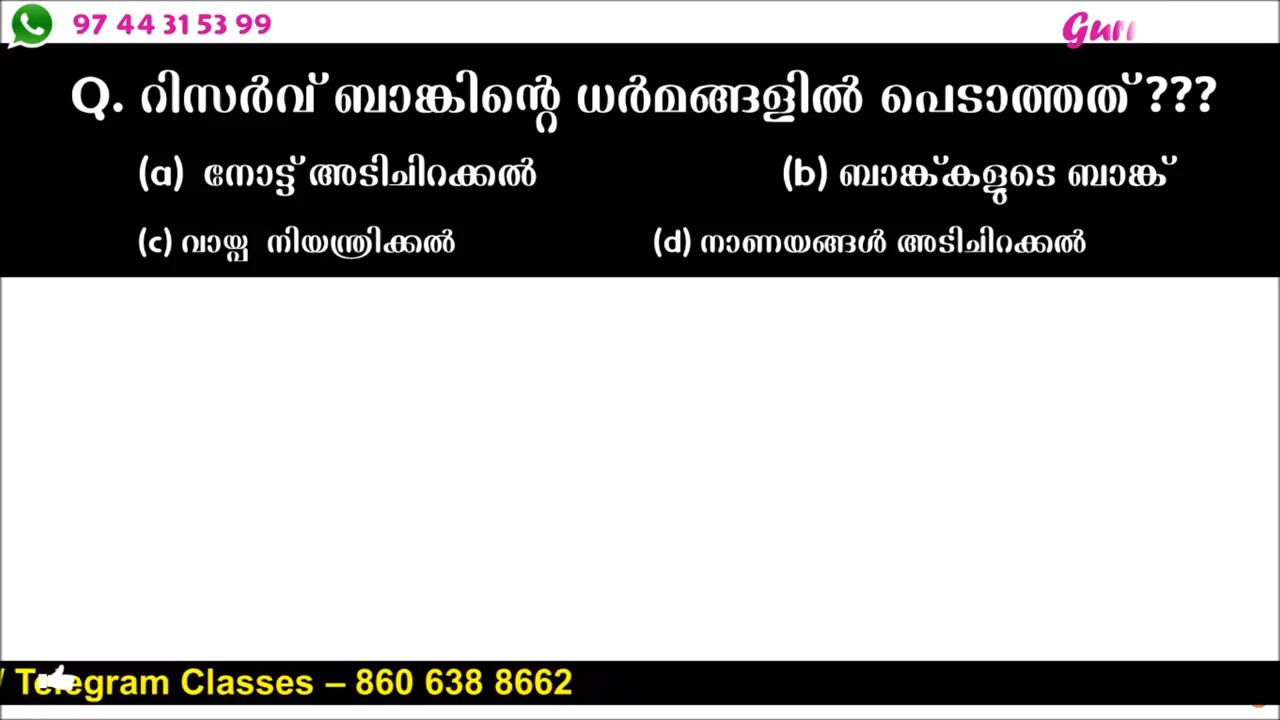 97 44 31 53 99
Q. റിസർവ് ബാങ്കിന്റെ ധർമങ്ങളിൽ പെടാത്തത് ???
(a) നോട്ട് അടിചിറക്കൽ (b) ബാങ്ക്കളുടെ ബാങ്ക്
(c) വായ്പ നിയന്ത്രിക്കൽ (d) നാണയങ്ങൾ അടിചിറക്കൽ
/ Telegram Classes – 860 638 8662